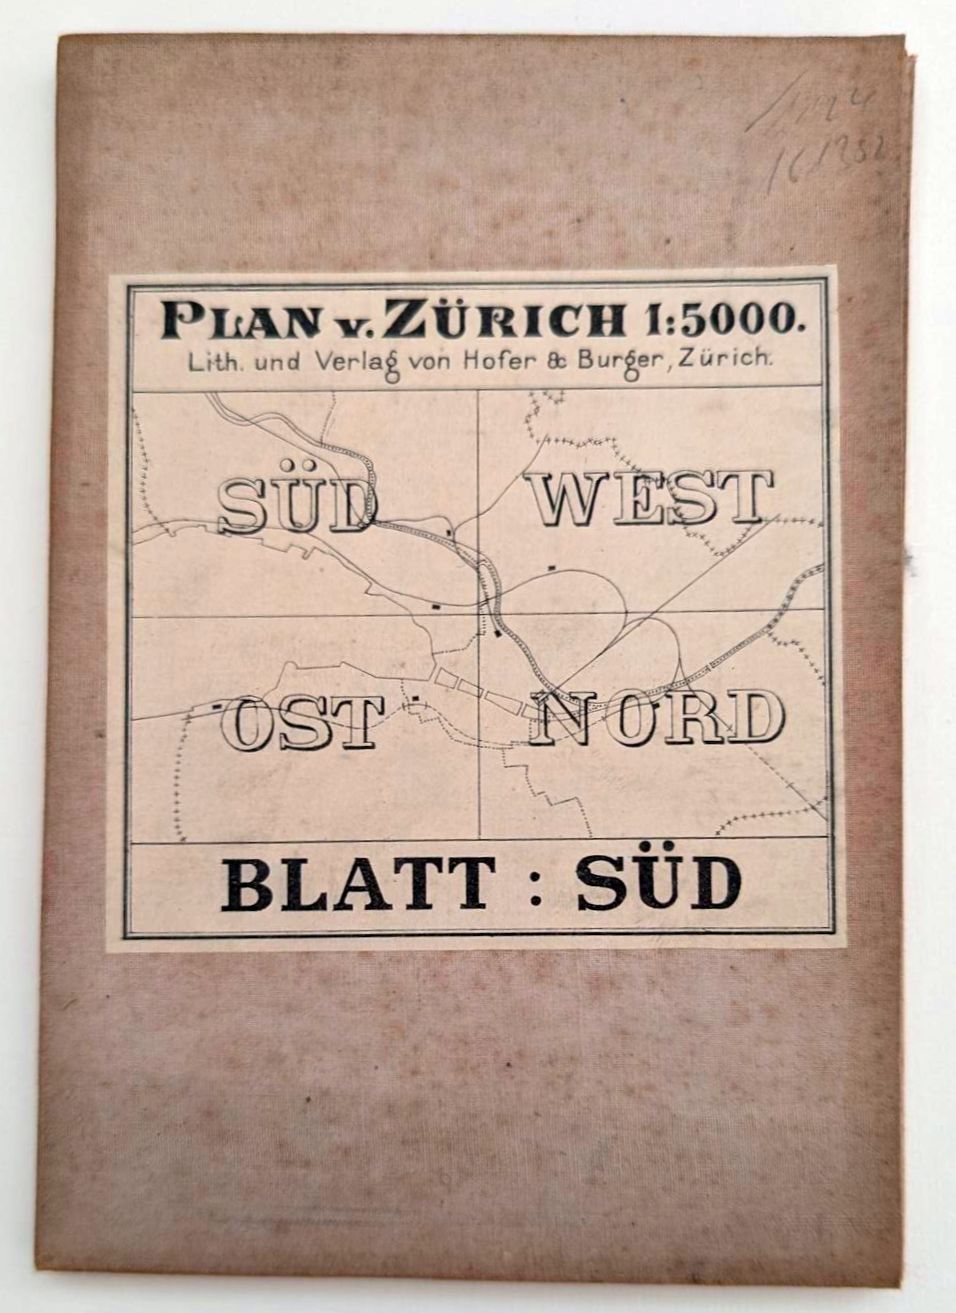 PLAN v. ZÜRICH 1:5000.
Lith. und Verlag von Hofer & Burger, Zürich.
SÜD WEST
OST NORD
BLATT : SÜD